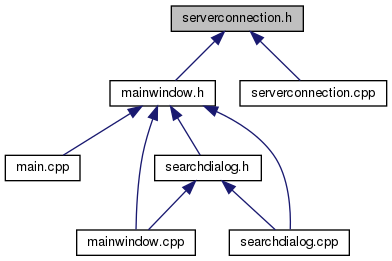 serverconnection.h
mainwindow.h
serverconnection.cpp
main.cpp
searchdialog.h
mainwindow.cpp
searchdialog.cpp